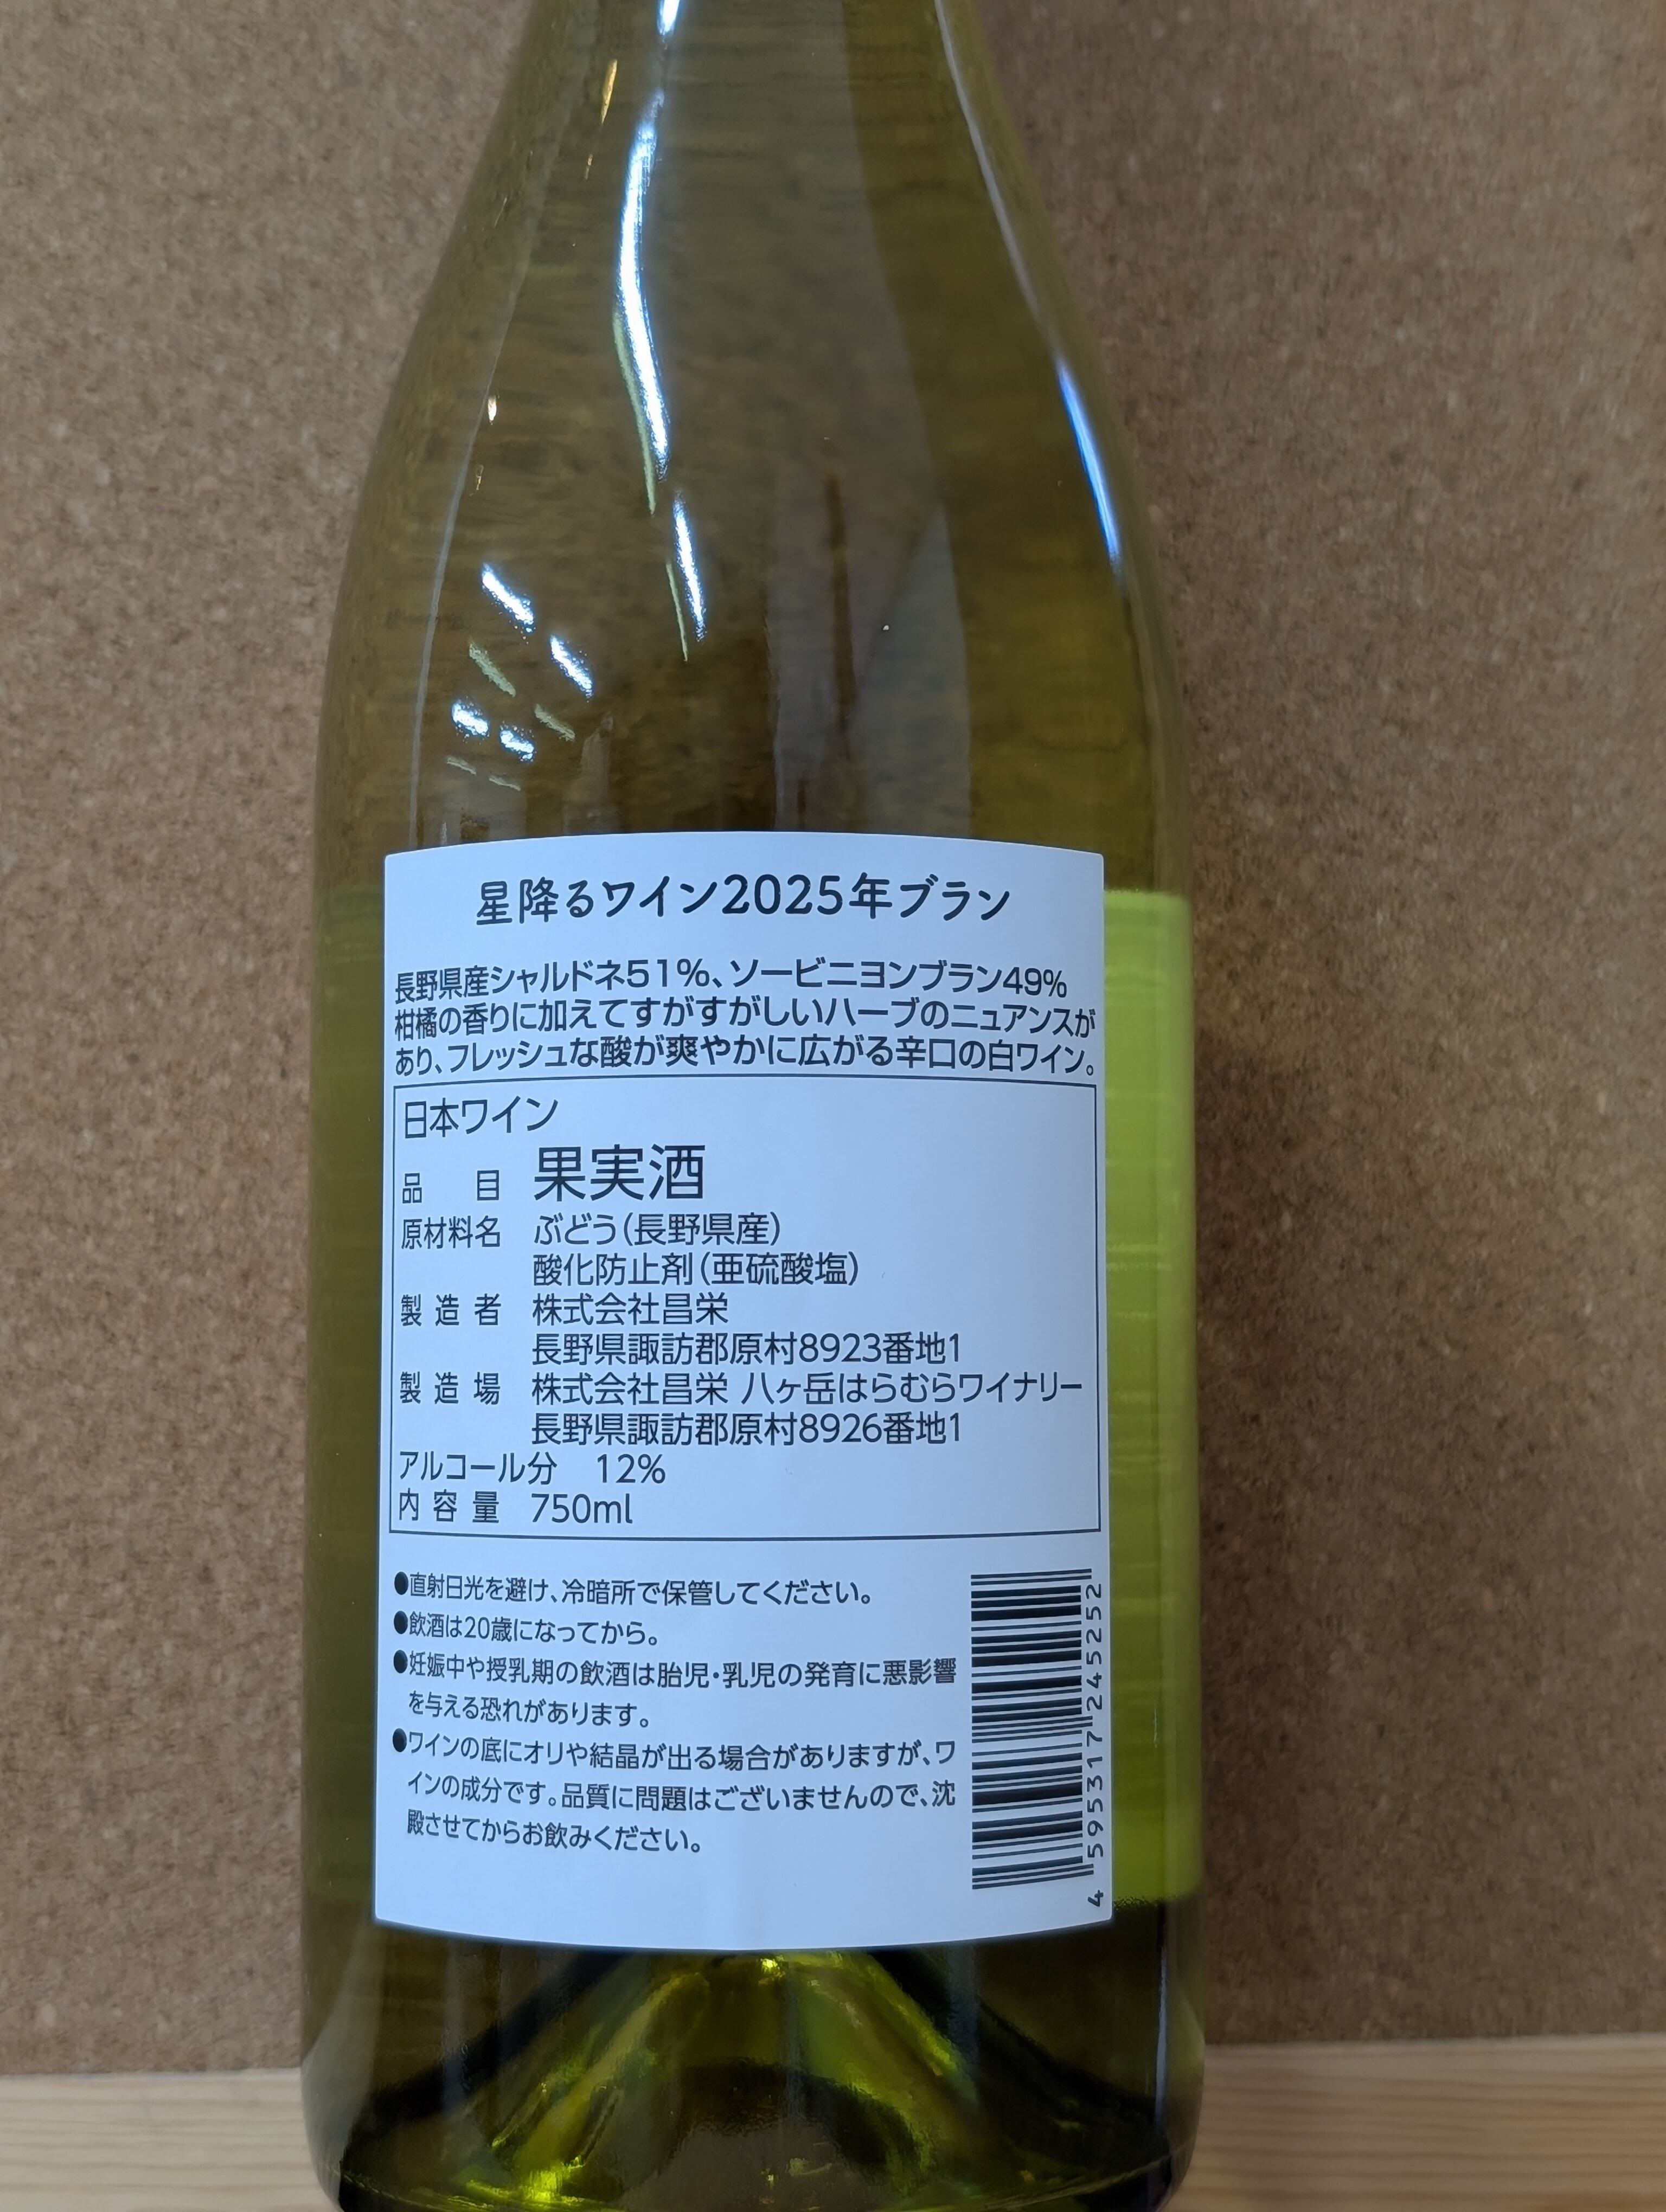 星降るワイン2025年ブラン
長野県産シャルドネ51%、ソービニヨンブラン49%
柑橘の香りに加えてすがすがしいハーブのニュアンスが
あり、フレッシュな酸が爽やかに広がる辛口の白ワイン。
日本ワイン
品 目 果実酒
原材料名 ぶどう(長野県産)
酸化防止剤(亜硫酸塩)
製造者 株式会社昌栄
長野県諏訪郡原村8923番地1
製造場 株式会社昌栄 八ヶ岳はらむらワイナリー
長野県諏訪郡原村8926番地1
アルコール分 12%
内容量 750ml
●直射日光を避け、冷暗所で保管してください。
●飲酒は20歳になってから。
●妊娠中や授乳期の飲酒は胎児・乳児の発育に悪影響
を与える恐れがあります。
●ワインの底にオリや結晶が出る場合がありますが、ワ
インの成分です。品質に問題はございませんので、沈
殿させてからお飲みください。
4 595317 245252